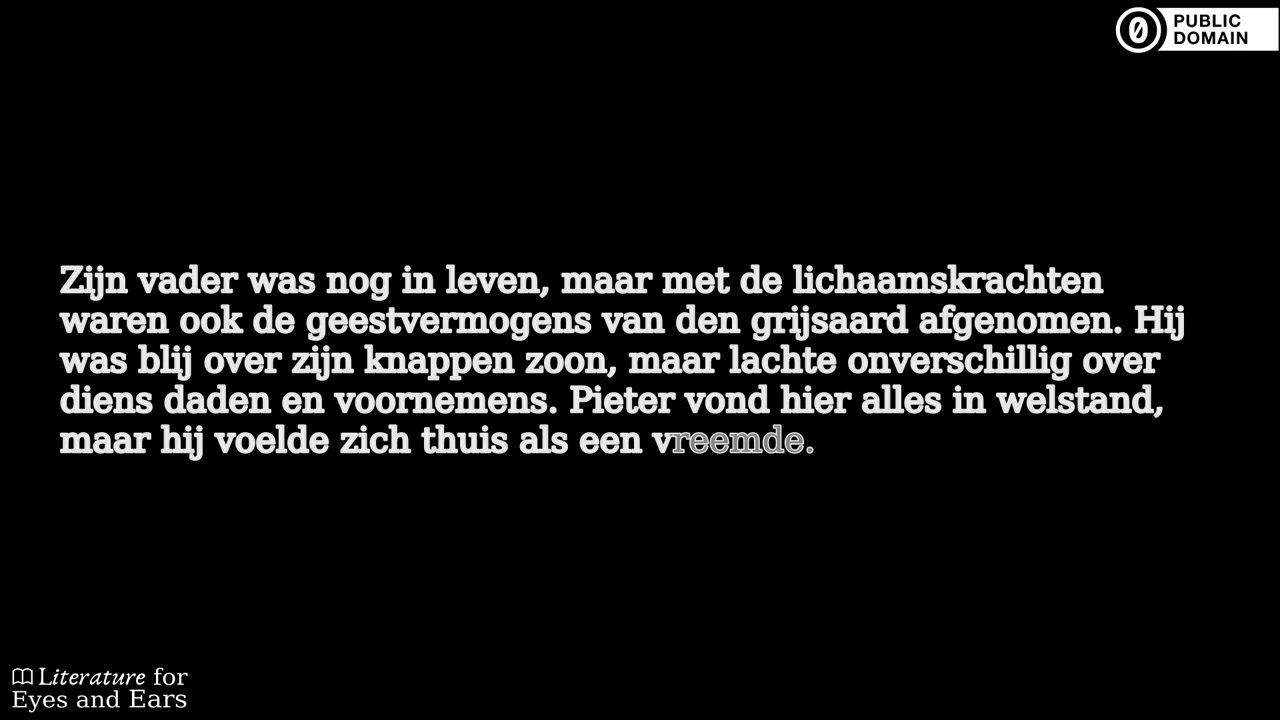 PUBLIC
DOMAIN
Zijn vader was nog in leven, maar met de lichaamskrachten
waren ook de geestvermogens van den grijsaard afgenomen. Hij
was blij over zijn knappen zoon, maar lachte onverschillig over
diens daden en voornemens. Pieter vond hier alles in welstand,
maar hij voelde zich thuis als een vreemde.
Literature for
Eyes and Ears